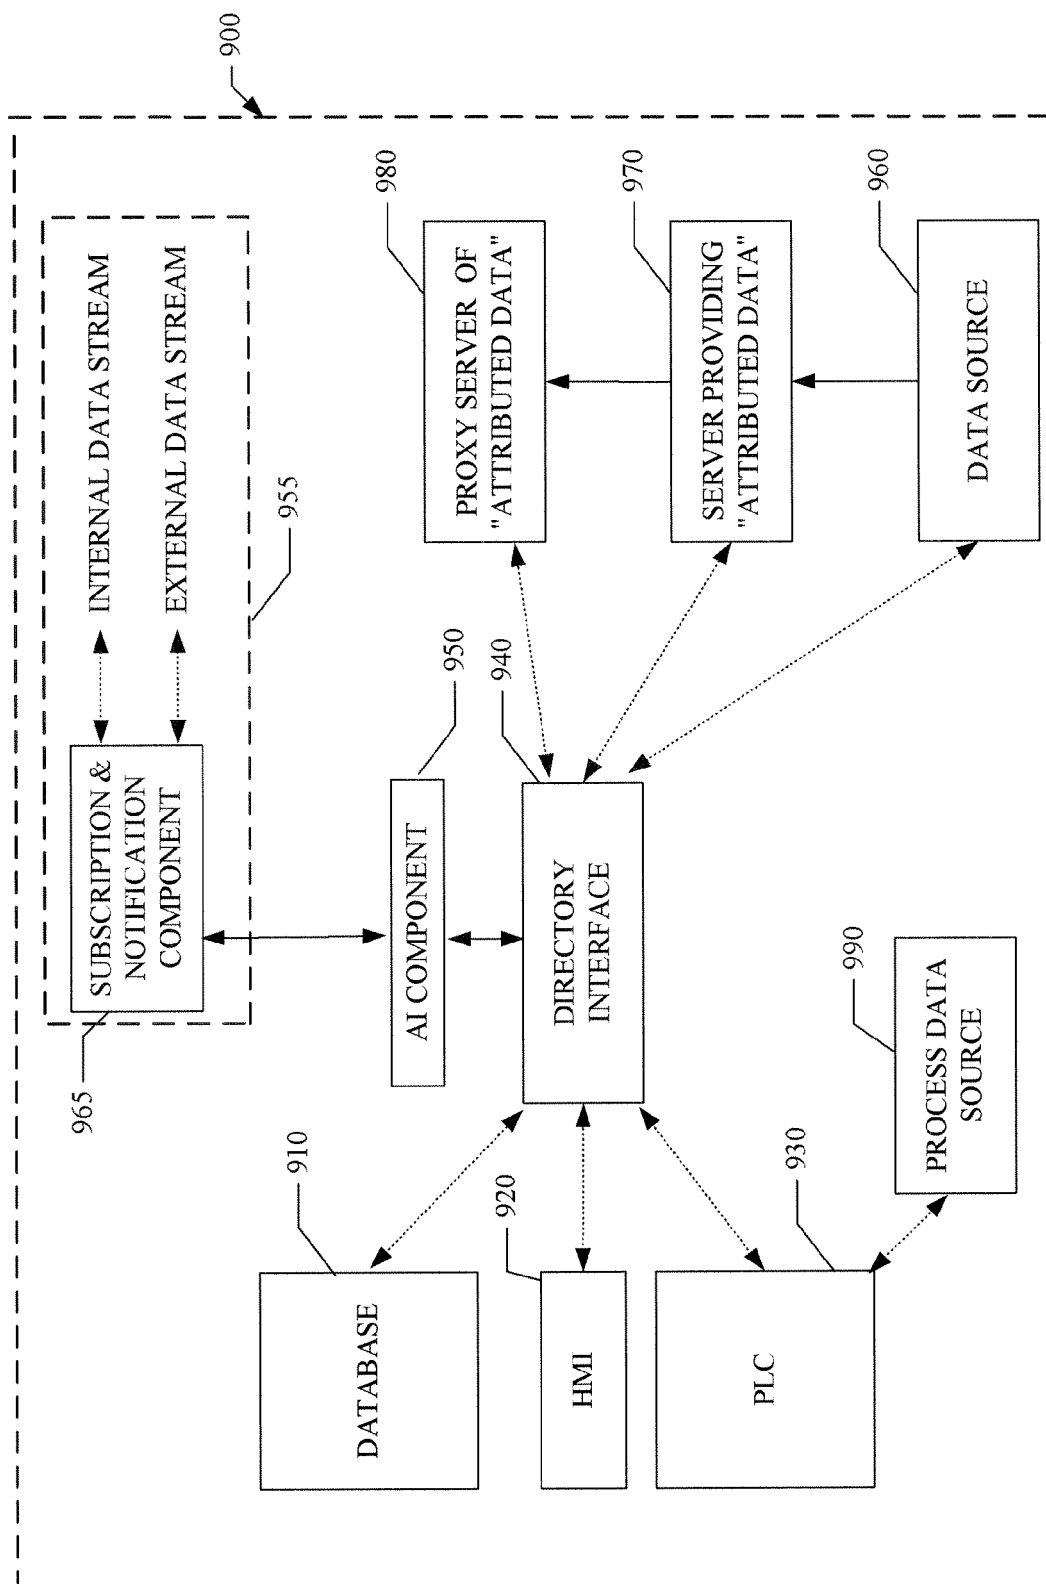 900
SUBSCRIPTION &
NOTIFICATION
COMPONENT
INTERNAL DATA STREAM
EXTERNAL DATA STREAM
965
955
AI COMPONENT
950
DIRECTORY
INTERFACE
940
DATABASE
910
HMI
920
PLC
930
PROCESS DATA
SOURCE
990
PROXY SERVER OF
"ATTRIBUTED DATA"
980
SERVER PROVIDING
"ATTRIBUTED DATA"
970
DATA SOURCE
960